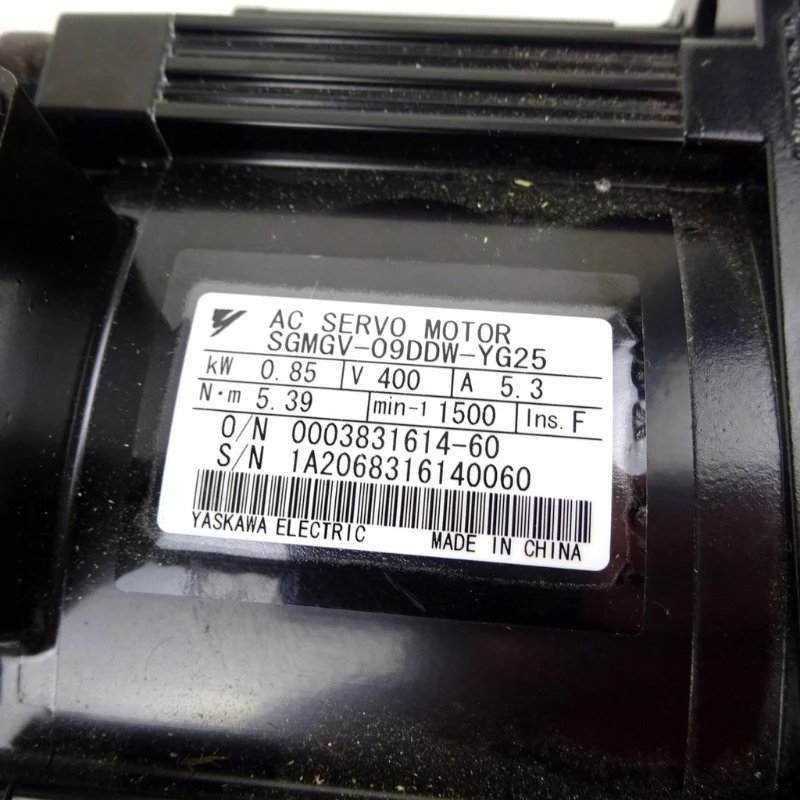 AC SERVO MOTOR
SGMGV-09DDW-YG25
kW 0.85 V 400 A 5.3
N·m 5.39 min-1 1500 Ins. F
O/N 0003831614-60
S/N 1A2068316140060
YASKAWA ELECTRIC MADE IN CHINA